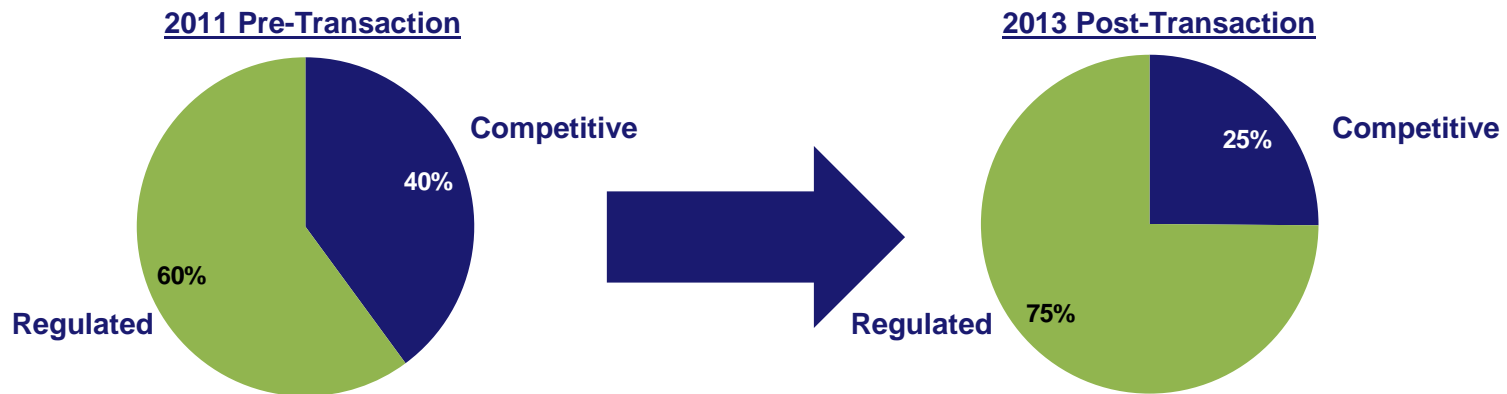 2011 Pre-Transaction
Competitive
40%
60%
Regulated
2013 Post-Transaction
Competitive
25%
75%
Regulated